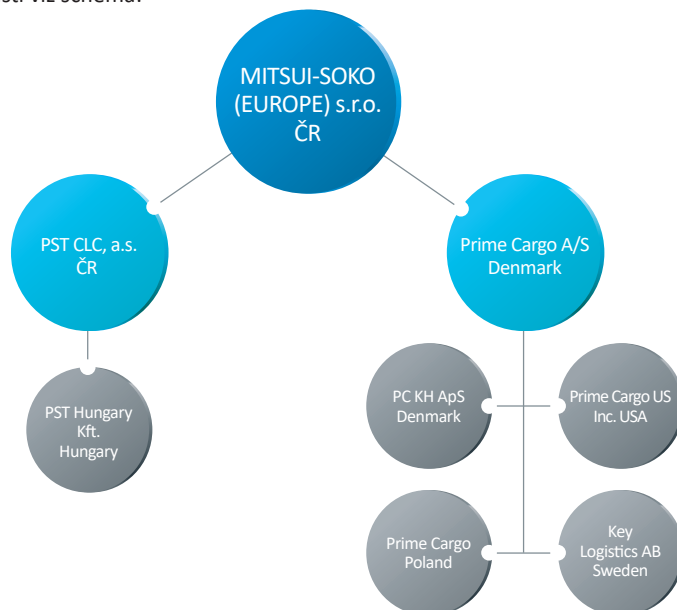 viz schéma:
MITSUI-SOKO
(EUROPE) s.r.o.
ČR
PST CLC, a.s.
ČR
Prime Cargo A/S
Denmark
PST Hungary
Kft.
Hungary
PC KH ApS
Denmark
Prime Cargo US
Inc. USA
Prime Cargo
Poland
Key
Logistics AB
Sweden